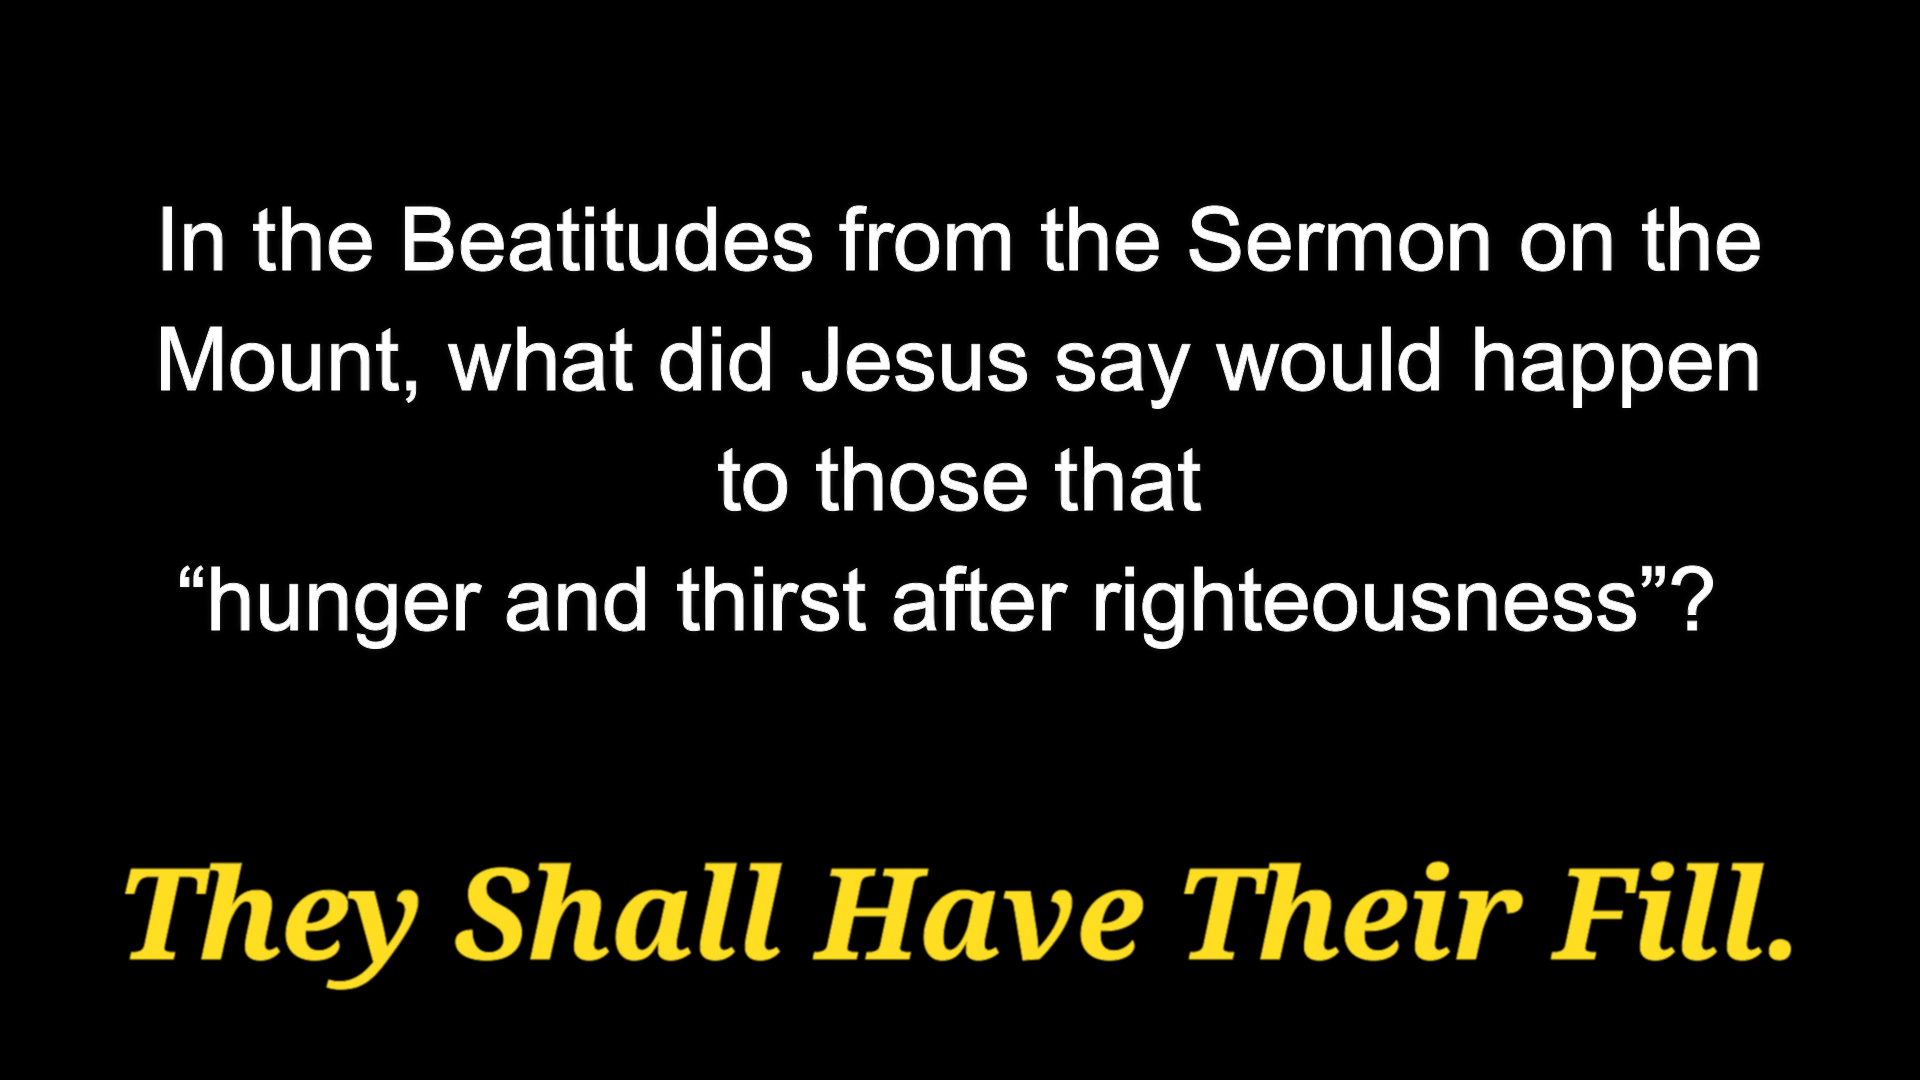 In the Beatitudes from the Sermon on the
Mount, what did Jesus say would happen
to those that
“hunger and thirst after righteousness”?
They Shall Have Their Fill.